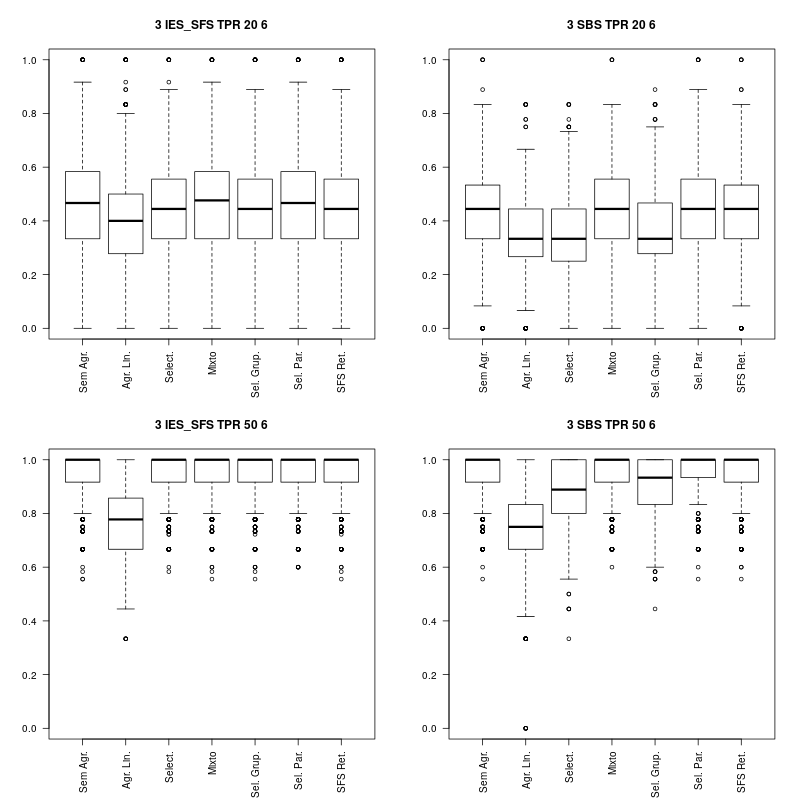 3 IES_SFS TPR 20 6
1.0
0.8
0.6
0.4
0.2
0.0
Sem Agr.
Agr. Lin.
Select.
Mixto
Sel. Grup.
Sel. Par.
SFS Ret.
3 SBS TPR 20 6
1.0
0.8
0.6
0.4
0.2
0.0
Sem Agr.
Agr. Lin.
Select.
Mixto
Sel. Grup.
Sel. Par.
SFS Ret.
3 IES_SFS TPR 50 6
1.0
0.8
0.6
0.4
0.2
0.0
Sem Agr.
Agr. Lin.
Select.
Mixto
Sel. Grup.
Sel. Par.
SFS Ret.
3 SBS TPR 50 6
1.0
0.8
0.6
0.4
0.2
0.0
Sem Agr.
Agr. Lin.
Select.
Mixto
Sel. Grup.
Sel. Par.
SFS Ret.